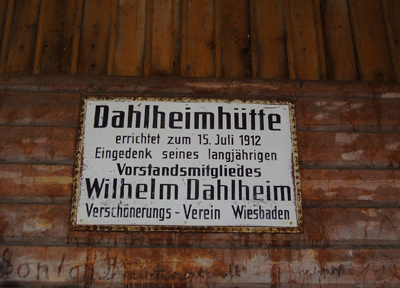 Dahlheimhütte
errichtet zum 15. Juli 1912
Eingedenk seines langjährigen
Vorstandsmitgliedes
Wilhelm Dahlheim
Verschönerungs - Verein Wiesbaden